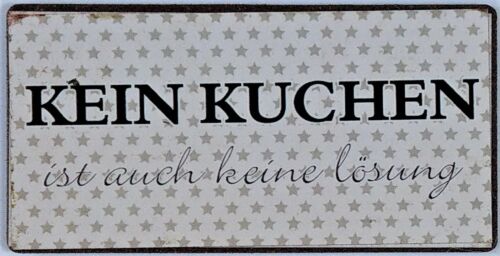 KEIN KUCHEN
ist auch keine lösung